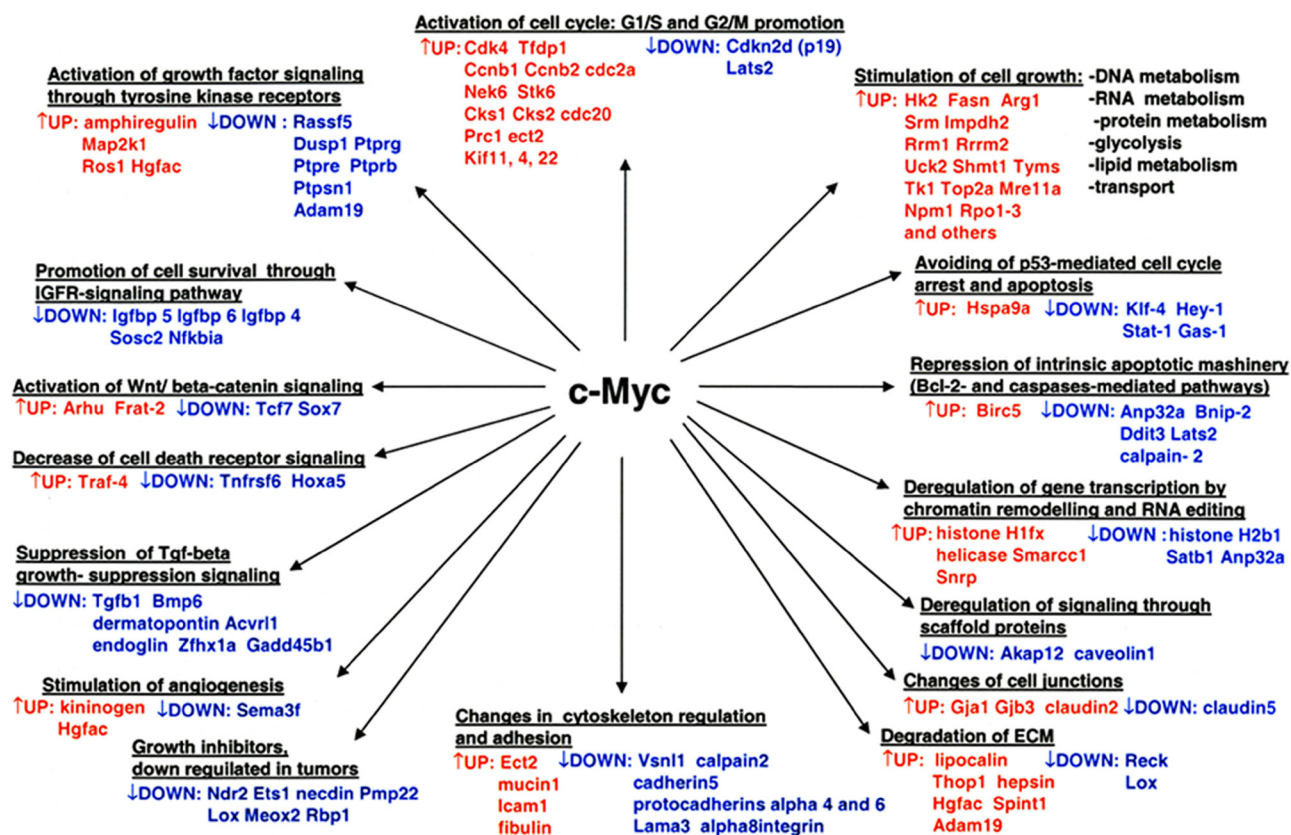 Activation of cell cycle: G1/S and G2/M promotion
↑UP: Cdk4 Tfdp1 ↓DOWN: Cdkn2d (p19)
Ccnb1 Ccnb2 cdc2a Lats2
Nek6 Stk6
Cks1 Cks2 cdc20
Prc1 ect2
Kif11, 4, 22
Activation of growth factor signaling
through tyrosine kinase receptors
↑UP: amphiregulin ↓DOWN : Rassf5
Map2k1 Dusp1 Ptprg
Ros1 Hgfac Ptpre Ptprb
Ptpsn1
Adam19
Stimulation of cell growth: -DNA metabolism
↑UP: Hk2 Fasn Arg1 -RNA metabolism
Srm Impdh2 -protein metabolism
Rrm1 Rrrm2 -glycolysis
Uck2 Shmt1 Tyms -lipid metabolism
Tk1 Top2a Mre11a -transport
Npm1 Rpo1-3
and others
Promotion of cell survival through
IGFR-signaling pathway
↓DOWN: Igfbp 5 Igfbp 6 Igfbp 4
Sosc2 Nfkbia
Avoiding of p53-mediated cell cycle
arrest and apoptosis
↑UP: Hspa9a ↓DOWN: Klf-4 Hey-1
Stat-1 Gas-1
c-Myc
Activation of Wnt/ beta-catenin signaling
↑UP: Arhu Frat-2 ↓DOWN: Tcf7 Sox7
Repression of intrinsic apoptotic mashinery
(Bcl-2- and caspases-mediated pathways)
↑UP: Birc5 ↓DOWN: Anp32a Bnip-2
Ddit3 Lats2
calpain- 2
Decrease of cell death receptor signaling
↑UP: Traf-4 ↓DOWN: Tnfrsf6 Hoxa5
Deregulation of gene transcription by
chromatin remodelling and RNA editing
↑UP: histone H1fx ↓DOWN : histone H2b1
helicase Smarcc1 Satb1 Anp32a
Snrp
Suppression of Tgf-beta
growth- suppression signaling
↓DOWN: Tgfb1 Bmp6
dermatopontin Acvrl1
endoglin Zfhx1a Gadd45b1
Deregulation of signaling through
scaffold proteins
↓DOWN: Akap12 caveolin1
Stimulation of angiogenesis
↑UP: kininogen ↓DOWN: Sema3f
Hgfac
Changes of cell junctions
↑UP: Gja1 Gjb3 claudin2 ↓DOWN: claudin5
Growth inhibitors,
down reguilated in tumors
↓DOWN: Ndr2 Ets1 necdin Pmp22
Lox Meox2 Rbp1
Changes in cytoskeleton regulation
and adhesion
↑UP: Ect2 ↓DOWN: Vsnl1 calpain2
mucin1 cadherin5
Icam1 protocadherins alpha 4 and 6
fibulin Lama3 alpha8integrin
Degradation of ECM
↑UP: lipocalin ↓DOWN: Reck
Thop1 hepsin Lox
Hgfac Spint1
Adam19